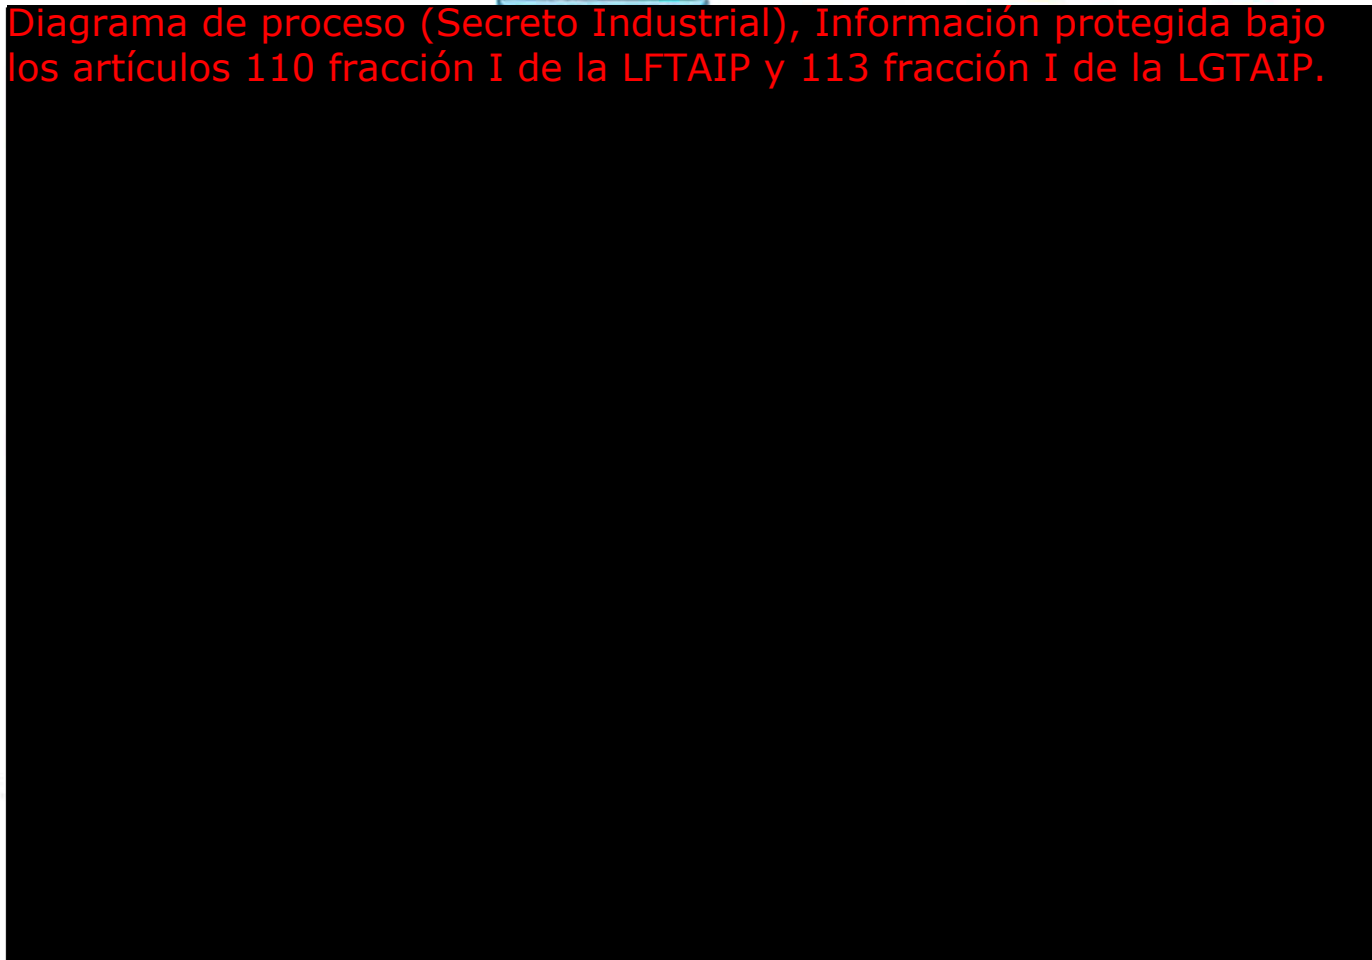 Diagrama de proceso (Secreto Industrial), Información protegida bajo
los artículos 110 fracción I de la LFTAIP y 113 fracción I de la LGTAIP.